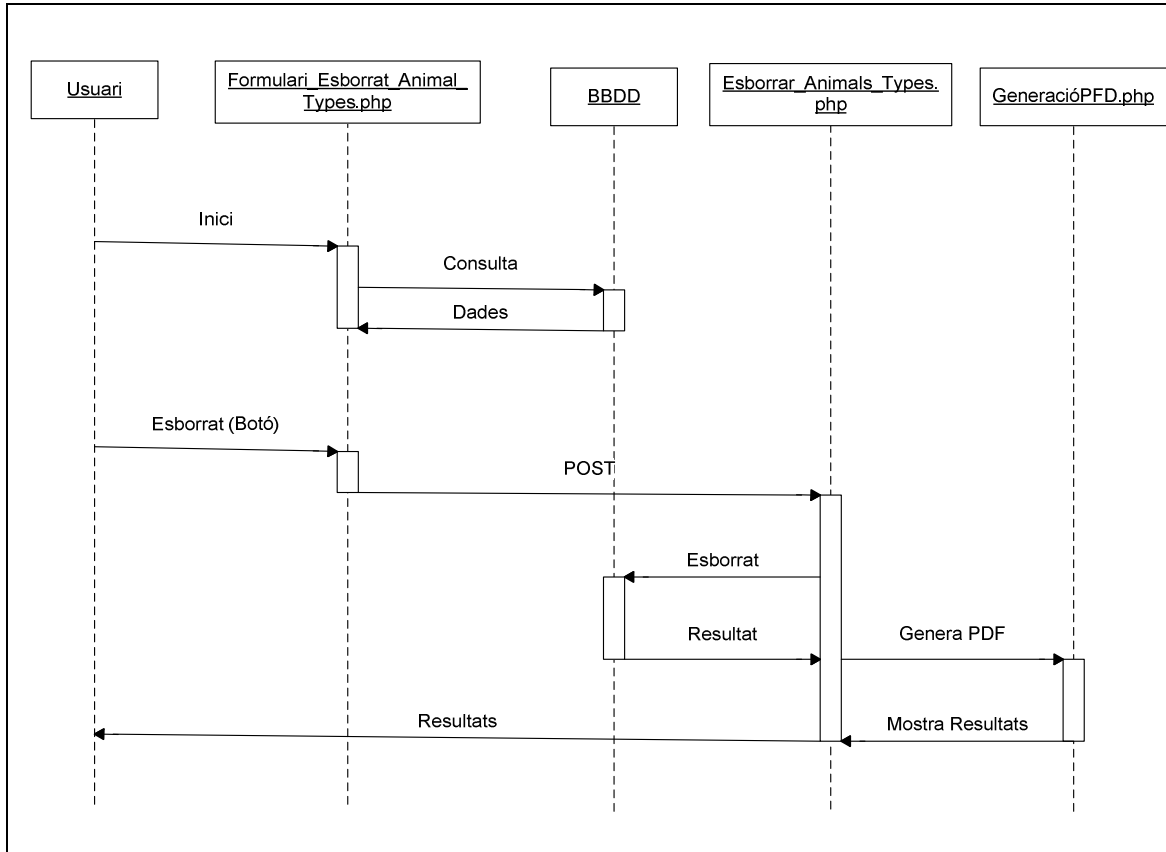 Usuari
Formulari_Esborrat_Animal_
Types.php
BBDD
Esborrar_Animals_Types.
php
GeneracióPFD.php
Inici
Consulta
Dades
Esborrat (Botó)
POST
Esborrat
Resultat
Genera PDF
Resultats
Mostra Resultats